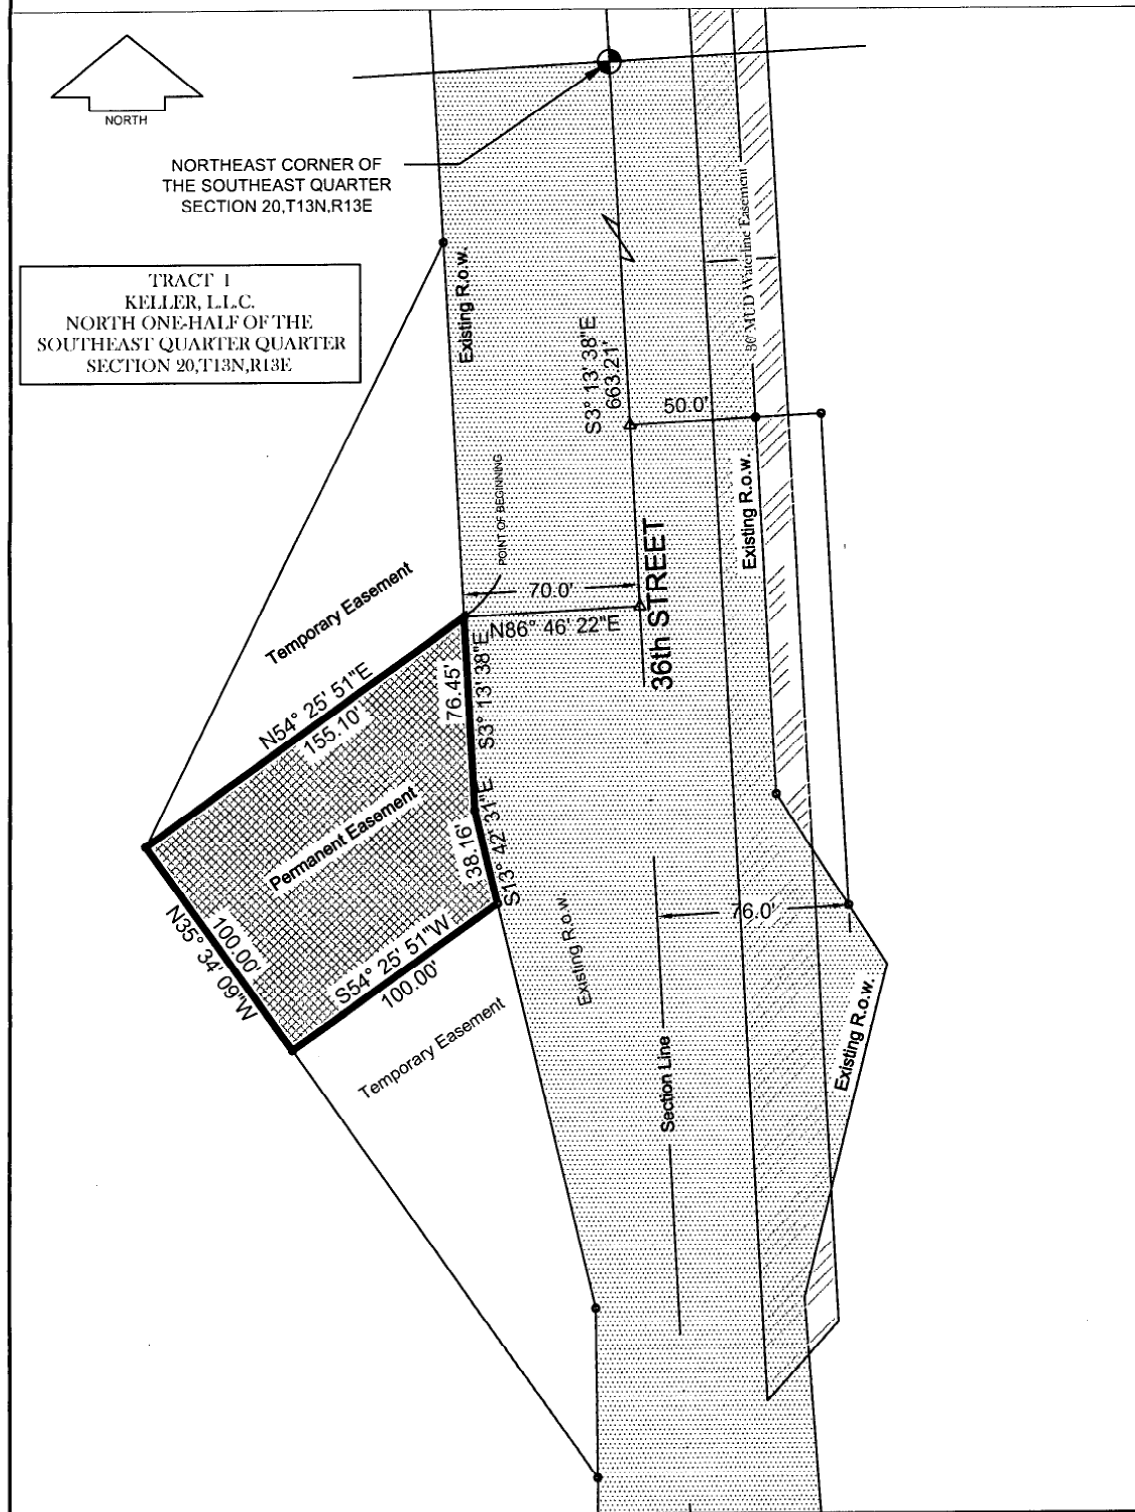 NORTH
NORTHEAST CORNER OF
THE SOUTHEAST QUARTER
SECTION 20,T13N,R13E
TRACT 1
KELLER, L.L.C.
NORTH ONE-HALF OF THE
SOUTHEAST QUARTER QUARTER
SECTION 20,T13N,R13E
Existing R.o.w.
30' MUD Waterline Easement
S3° 13' 38"E
663.21'
50.0'
Existing R.o.w.
POINT OF BEGINNING
36th STREET
70.0'
N86° 46' 22"E
Temporary Easement
N54° 25' 51"E
155.10'
76.45'
S3° 13' 38"E
Permanent Easement
38.16'
S13° 42' 31"E
100.00'
N35° 34' 09"W
S54° 25' 51"W
100.00'
Temporary Easement
Existing R.o.w.
76.0'
Section Line
Existing R.o.w.